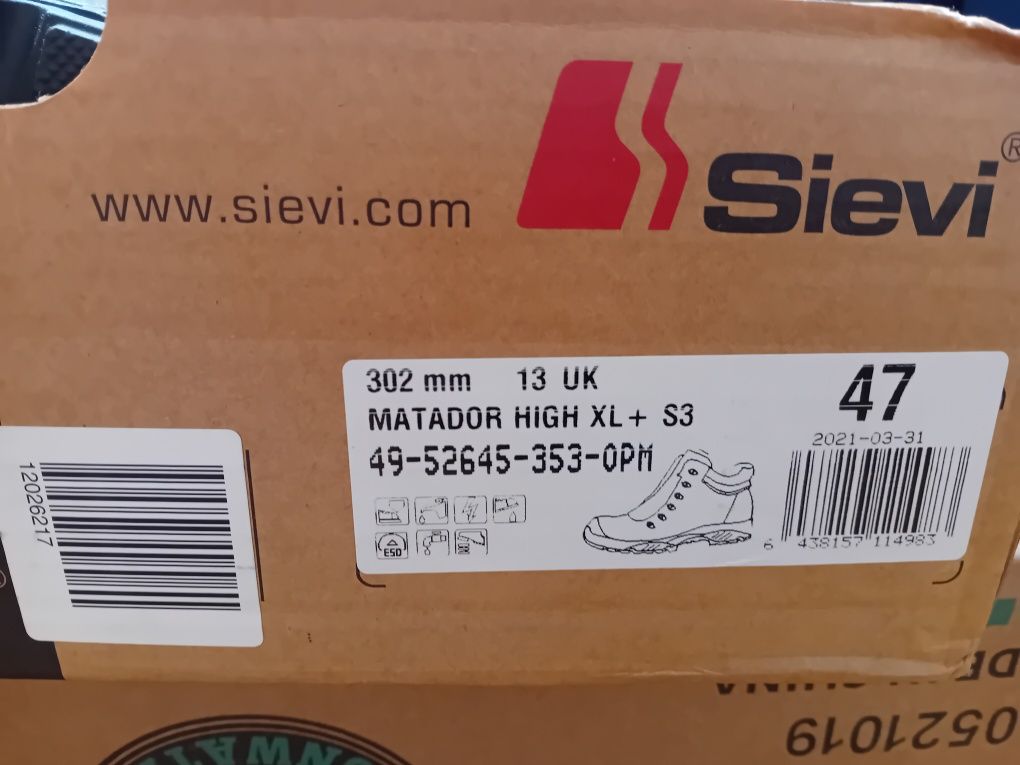 www.sievi.com
Sievi®
302 mm 13 UK
47
MATADOR HIGH XL+ S3
2021-03-31
49-52645-353-0PM
ESD
6 438157 114983
12026217
0521019